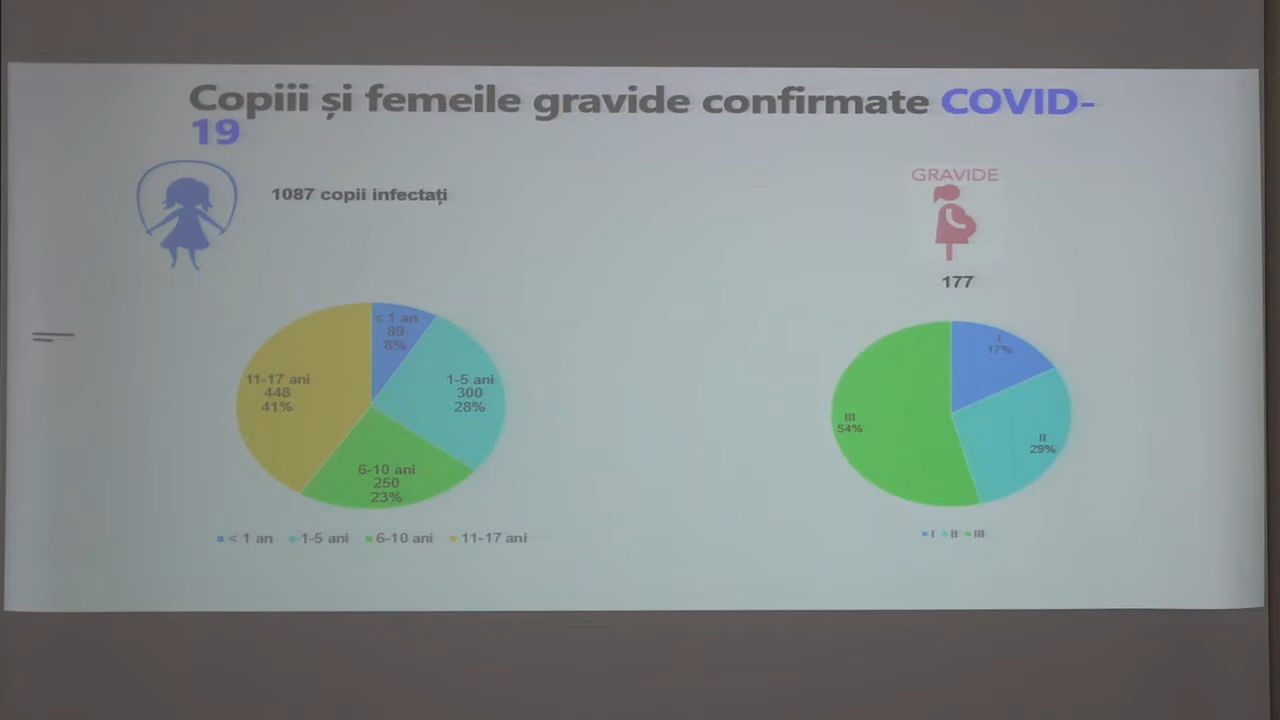 Copiii și femeile gravide confirmate COVID-
19
1087 copii infectați
GRAVIDE
177
< 1 an
89
8%
1-5 ani
300
28%
6-10 ani
250
23%
11-17 ani
448
41%
< 1 an 1-5 ani 6-10 ani 11-17 ani
I
17%
II
29%
III
54%
I II III